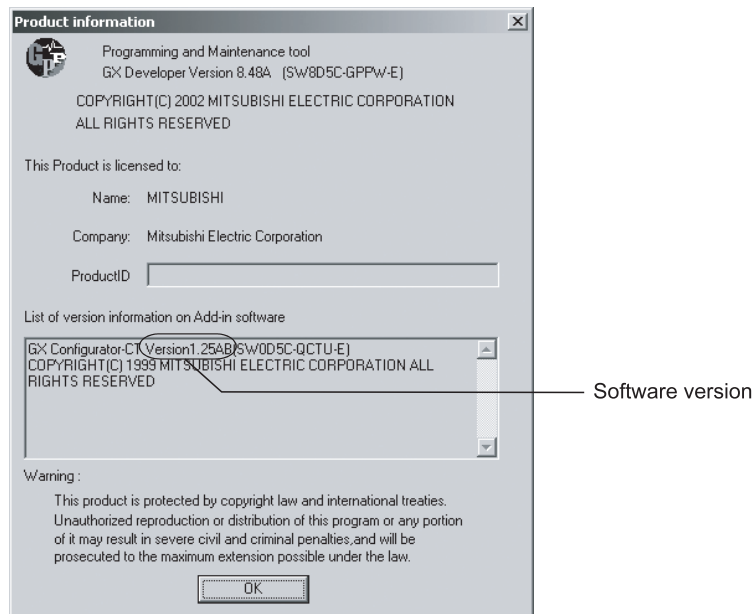 Product information
GPP
Programming and Maintenance tool
GX Developer Version 8.48A (SW8D5C-GPPW-E)
COPYRIGHT(C) 2002 MITSUBISHI ELECTRIC CORPORATION
ALL RIGHTS RESERVED
This Product is licensed to:
Name: MITSUBISHI
Company: Mitsubishi Electric Corporation
ProductID
List of version information on Add-in software
GX Configurator-CT Version1.25AB(SW0D5C-QCTU-E)
COPYRIGHT(C) 1999 MITSUBISHI ELECTRIC CORPORATION ALL
RIGHTS RESERVED
Software version
Warning :
This product is protected by copyright law and international treaties.
Unauthorized reproduction or distribution of this program or any portion
of it may result in severe civil and criminal penalties,and will be
prosecuted to the maximum extension possible under the law.
OK